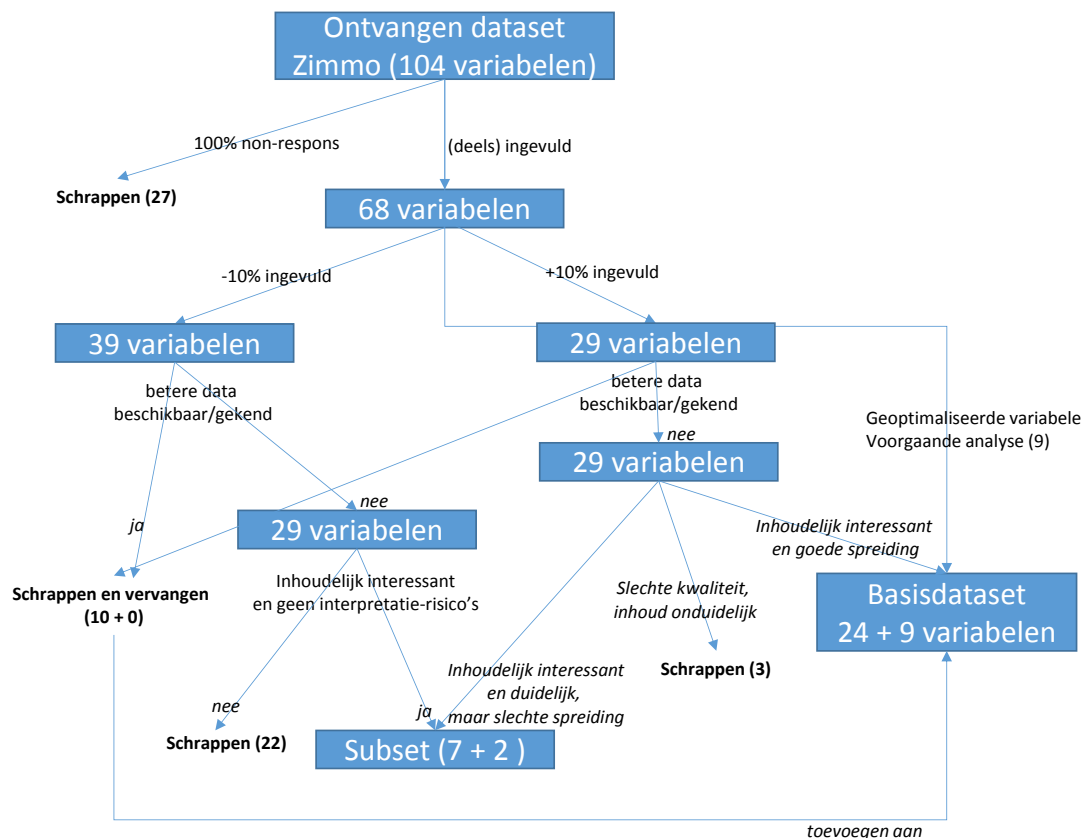 Ontvangen dataset
Zimmo (104 variabelen)
100% non-respons
(deels) ingevuld
Schrappen (27)
68 variabelen
-10% ingevuld
+10% ingevuld
39 variabelen
29 variabelen
betere data
beschikbaar/gekend
betere data
beschikbaar/gekend
Geoptimaliseerde variabele
Voorgaande analyse (9)
nee
29 variabelen
nee
ja
29 variabelen
Inhoudelijk interessant
en goede spreiding
Schrappen en vervangen
(10 + 0)
Inhoudelijk interessant
en geen interpretatie-risico's
Slechte kwaliteit,
inhoud onduidelijk
Basisdataset
24 + 9 variabelen
Inhoudelijk interessant
en duidelijk,
maar slechte spreiding
Schrappen (3)
nee
ja
Schrappen (22)
Subset (7 + 2 )
toevoegen aan